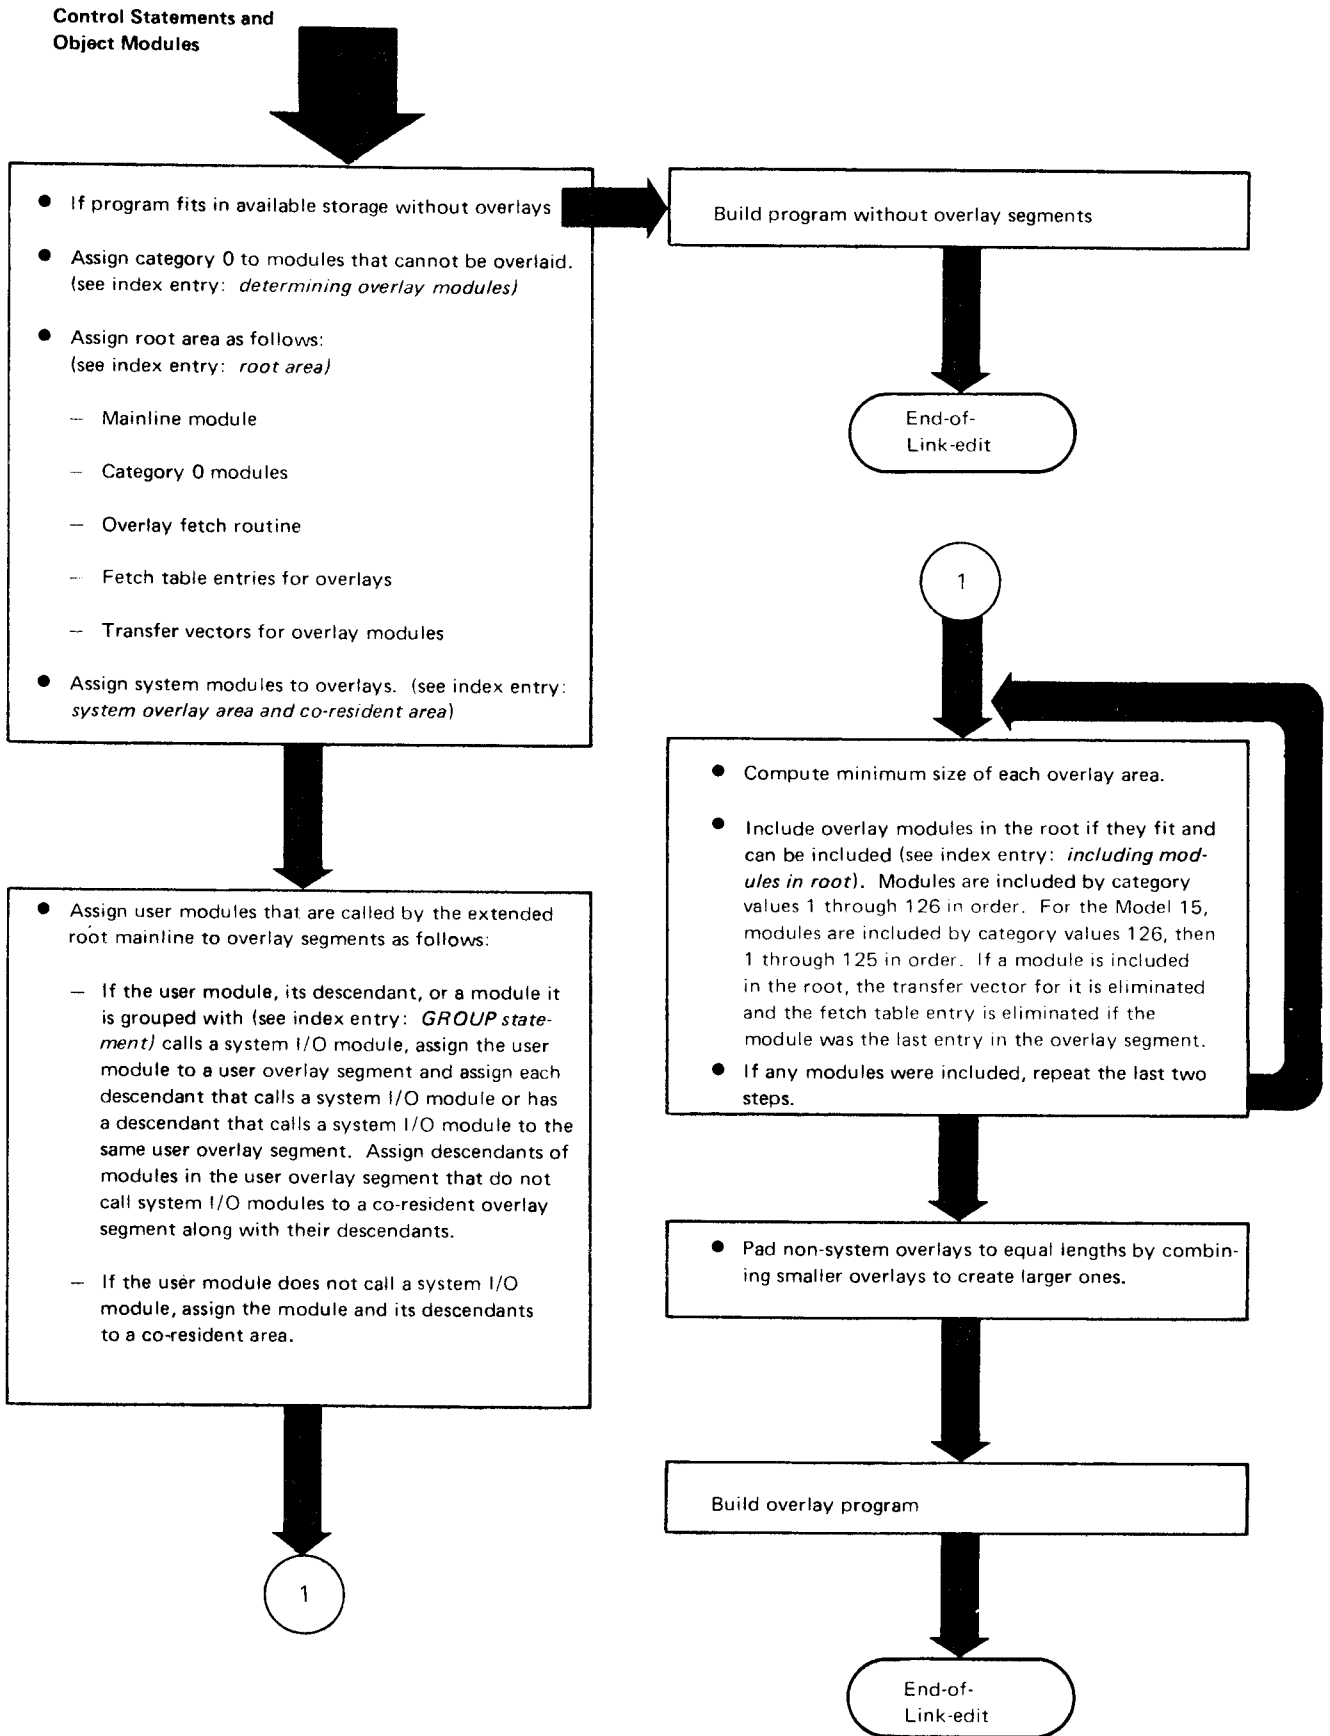 Control Statements and
Object Modules
● If program fits in available storage without overlays
● Assign category 0 to modules that cannot be overlaid.
(see index entry: determining overlay modules)
● Assign root area as follows:
(see index entry: root area)
— Mainline module
— Category 0 modules
— Overlay fetch routine
— Fetch table entries for overlays
— Transfer vectors for overlay modules
● Assign system modules to overlays. (see index entry:
system overlay area and co-resident area)
● Assign user modules that are called by the extended
root mainline to overlay segments as follows:
— If the user module, its descendant, or a module it
is grouped with (see index entry: GROUP state-
ment) calls a system I/O module, assign the user
module to a user overlay segment and assign each
descendant that calls a system I/O module or has
a descendant that calls a system I/O module to the
same user overlay segment. Assign descendants of
modules in the user overlay segment that do not
call system I/O modules to a co-resident overlay
segment along with their descendants.
— If the user module does not call a system I/O
module, assign the module and its descendants
to a co-resident area.
1
Build program without overlay segments
End-of-
Link-edit
1
● Compute minimum size of each overlay area.
● Include overlay modules in the root if they fit and
can be included (see index entry: including mod-
ules in root). Modules are included by category
values 1 through 126 in order. For the Model 15,
modules are included by category values 126, then
1 through 125 in order. If a module is included
in the root, the transfer vector for it is eliminated
and the fetch table entry is eliminated if the
module was the last entry in the overlay segment.
● If any modules were included, repeat the last two
steps.
● Pad non-system overlays to equal lengths by combin-
ing smaller overlays to create larger ones.
Build overlay program
End-of-
Link-edit